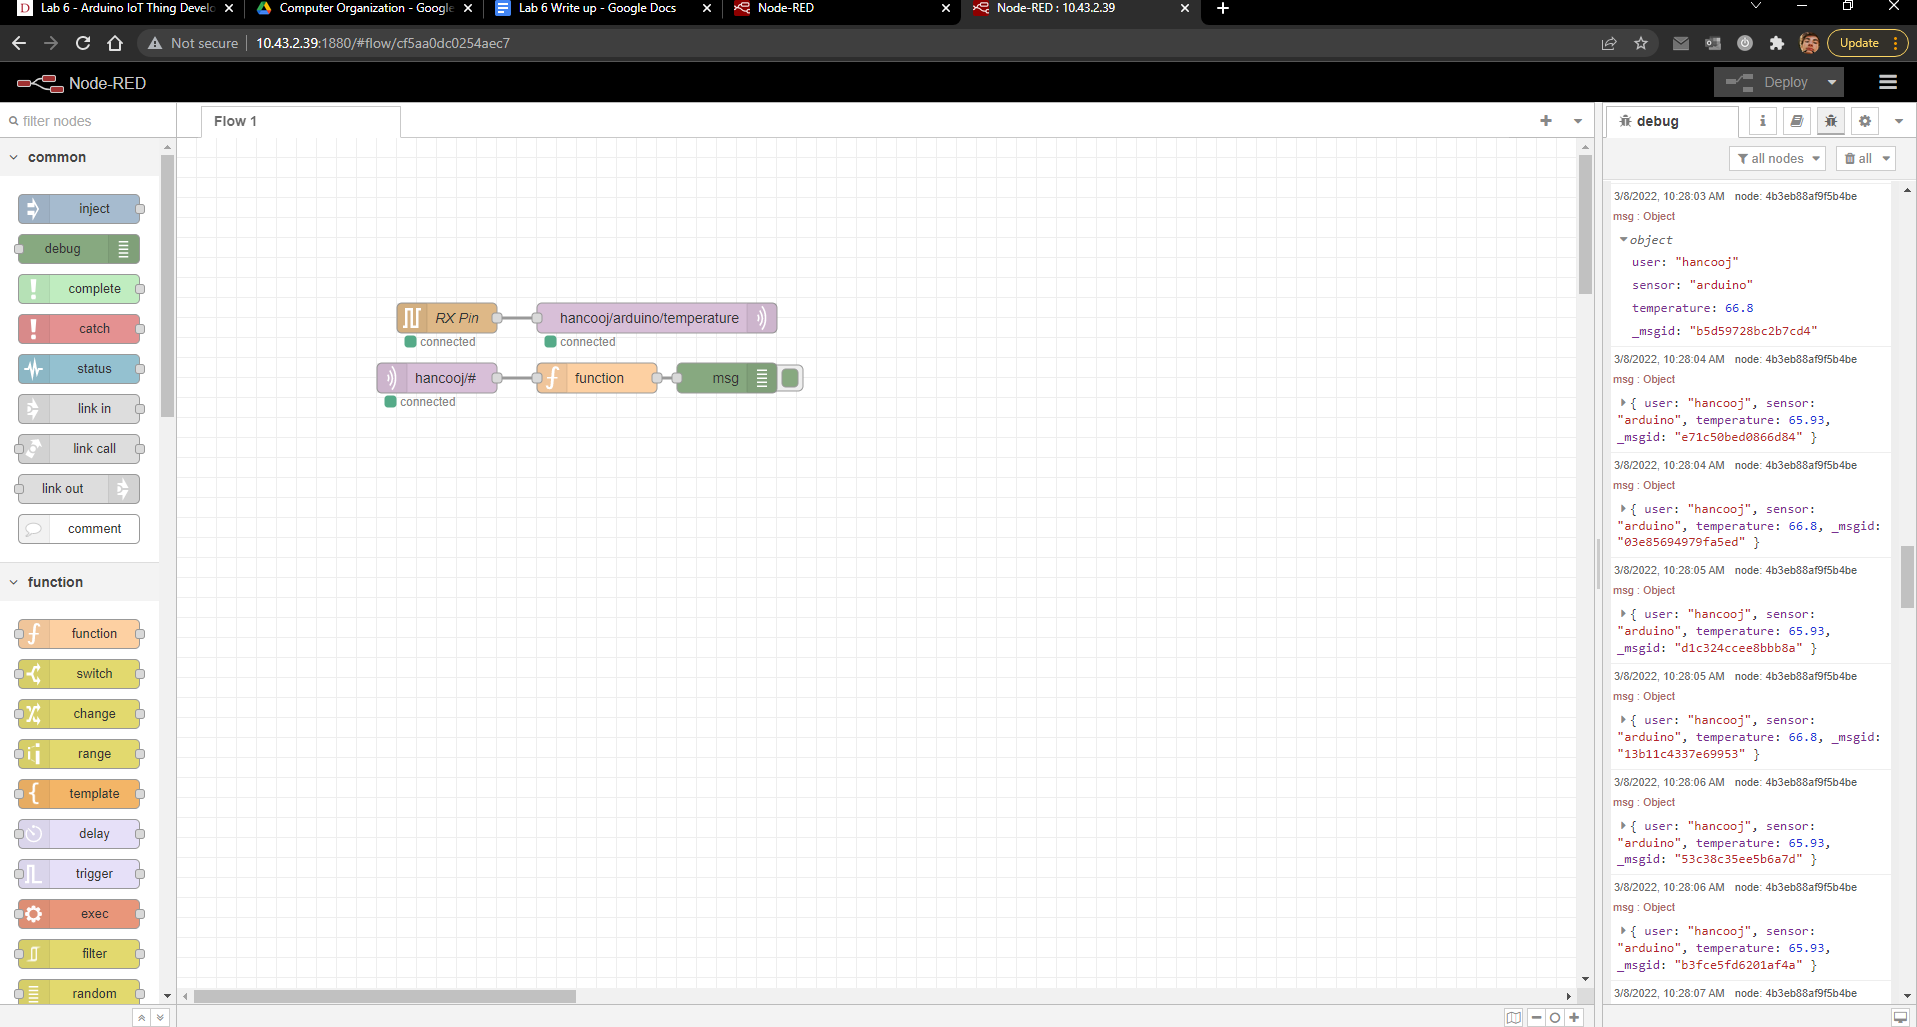 Lab 6 - Arduino IoT Thing Develo
Computer Organization - Google
Lab 6 Write up - Google Docs
Node-RED
Node-RED : 10.43.2.39
Not secure
10.43.2.39:1880/#flow/cf5aa0dc0254aec7
Update
Node-RED
Deploy
filter nodes
common
inject
debug
complete
catch
status
link in
link call
link out
comment
function
function
switch
change
range
template
delay
trigger
exec
filter
random
Flow 1
RX Pin
connected
hancooj/arduino/temperature
connected
hancooj/#
connected
function
msg
debug
all nodes
all
3/8/2022, 10:28:03 AM node: 4b3eb88af9f5b4be
msg : Object
object
user: "hancooj"
sensor: "arduino"
temperature: 66.8
_msgid: "b5d59728bc2b7cd4"
3/8/2022, 10:28:04 AM node: 4b3eb88af9f5b4be
msg : Object
{ user: "hancooj", sensor:
"arduino", temperature: 65.93,
_msgid: "e71c50bed0866d84" }
3/8/2022, 10:28:04 AM node: 4b3eb88af9f5b4be
msg : Object
{ user: "hancooj", sensor:
"arduino", temperature: 66.8, _msgid:
"03e85694979fa5ed" }
3/8/2022, 10:28:05 AM node: 4b3eb88af9f5b4be
msg : Object
{ user: "hancooj", sensor:
"arduino", temperature: 65.93,
_msgid: "d1c324ccee8bbb8a" }
3/8/2022, 10:28:05 AM node: 4b3eb88af9f5b4be
msg : Object
{ user: "hancooj", sensor:
"arduino", temperature: 66.8, _msgid:
"13b11c4337e69953" }
3/8/2022, 10:28:06 AM node: 4b3eb88af9f5b4be
msg : Object
{ user: "hancooj", sensor:
"arduino", temperature: 65.93,
_msgid: "53c38c35ee5b6a7d" }
3/8/2022, 10:28:06 AM node: 4b3eb88af9f5b4be
msg : Object
{ user: "hancooj", sensor:
"arduino", temperature: 65.93,
_msgid: "b3fce5fd6201af4a" }
3/8/2022, 10:28:07 AM node: 4b3eb88af9f5b4be